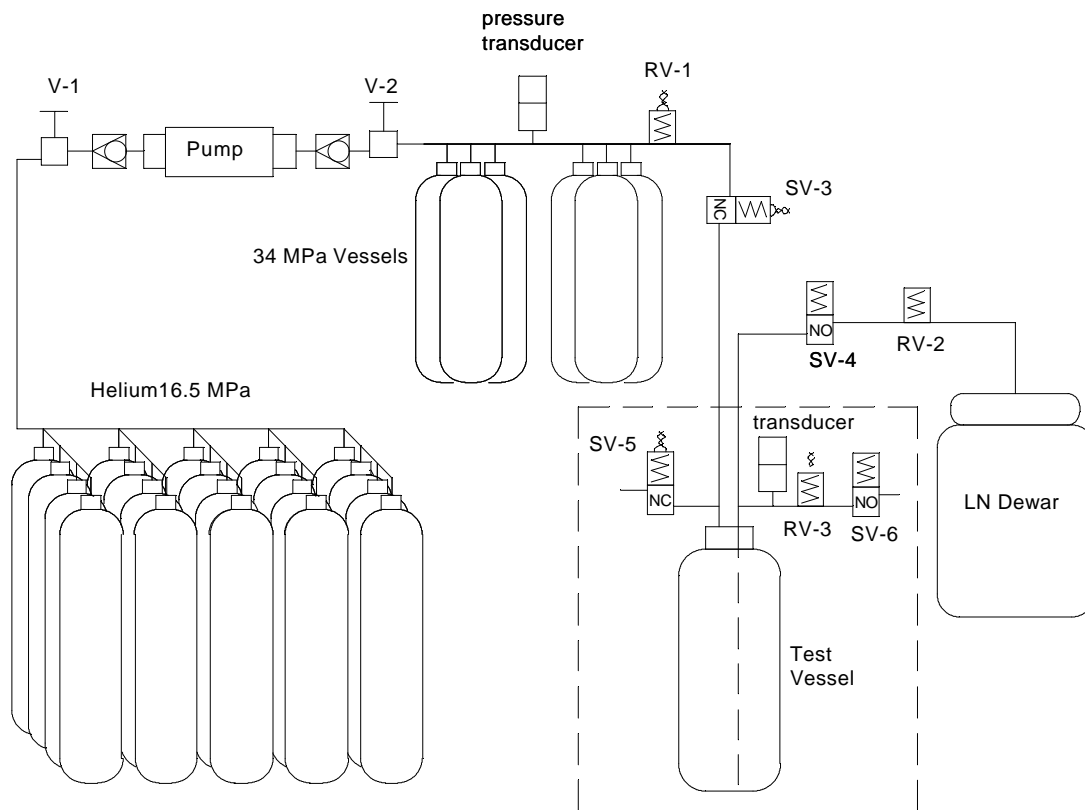 pressure
transducer
V-1
V-2
RV-1
Pump
SV-3
NC
34 MPa Vessels
NO
SV-4
RV-2
Helium16.5 MPa
transducer
SV-5
NC
NO
RV-3
SV-6
LN Dewar
Test
Vessel